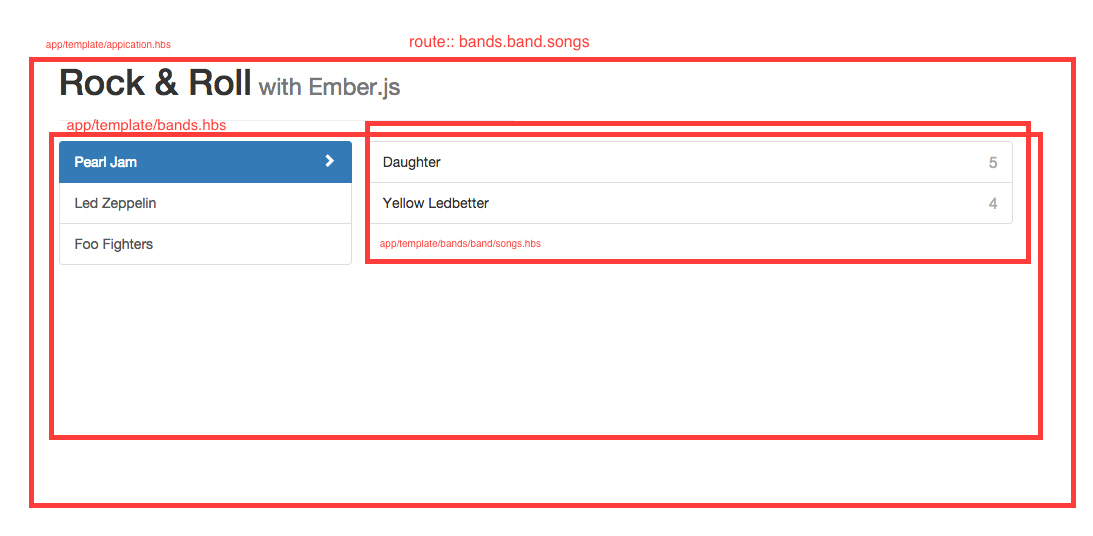 app/template/appication.hbs
route:: bands.band.songs
Rock & Roll with Ember.js
app/template/bands.hbs
Pearl Jam
Daughter 5
Led Zeppelin
Yellow Ledbetter 4
Foo Fighters
app/template/bands/band/songs.hbs